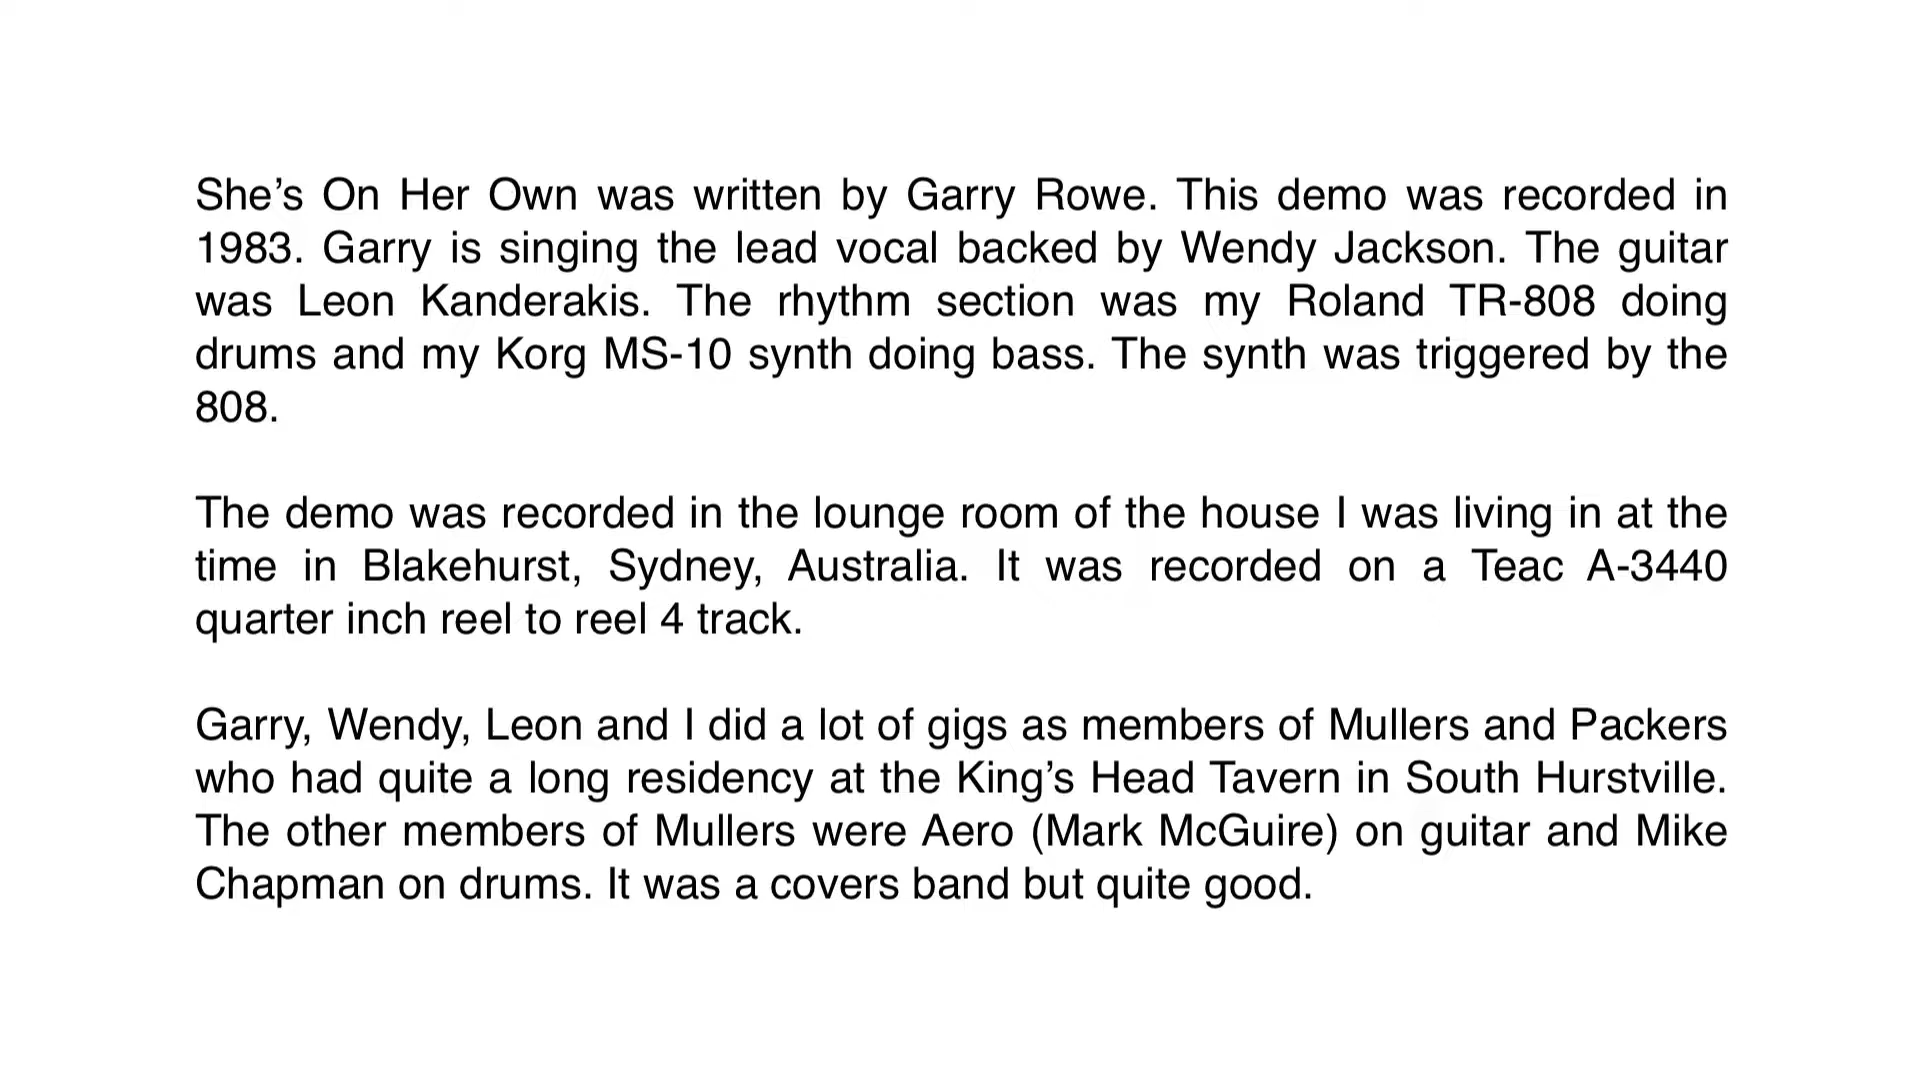 She’s On Her Own was written by Garry Rowe. This demo was recorded in
1983. Garry is singing the lead vocal backed by Wendy Jackson. The guitar
was Leon Kanderakis. The rhythm section was my Roland TR-808 doing
drums and my Korg MS-10 synth doing bass. The synth was triggered by the
808.
The demo was recorded in the lounge room of the house I was living in at the
time in Blakehurst, Sydney, Australia. It was recorded on a Teac A-3440
quarter inch reel to reel 4 track.
Garry, Wendy, Leon and I did a lot of gigs as members of Mullers and Packers
who had quite a long residency at the King’s Head Tavern in South Hurstville.
The other members of Mullers were Aero (Mark McGuire) on guitar and Mike
Chapman on drums. It was a covers band but quite good.